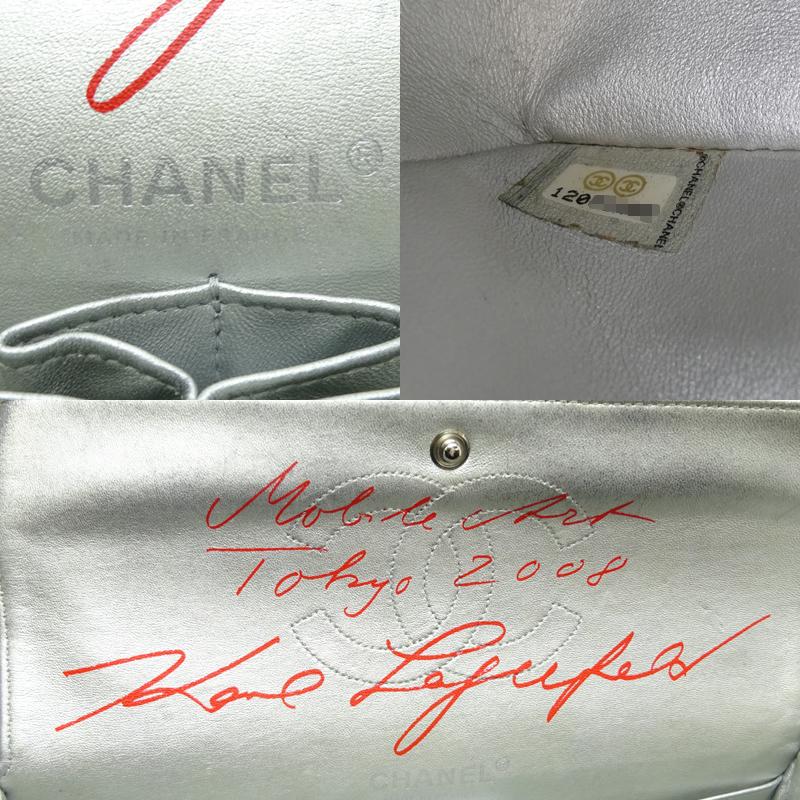 CHANEL®
MADE IN FRANCE
120
CHANEL®CHANEL
Mobile Art
Tokyo 2008
Karl Lagerfeld
CHANEL®